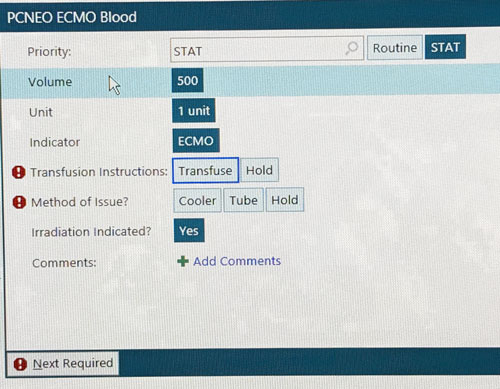 PCNEO ECMO Blood
Priority: STAT Routine STAT
Volume 500
Unit 1 unit
Indicator ECMO
Transfusion Instructions: Transfuse Hold
Method of Issue? Cooler Tube Hold
Irradiation Indicated? Yes
Comments: Add Comments
Next Required